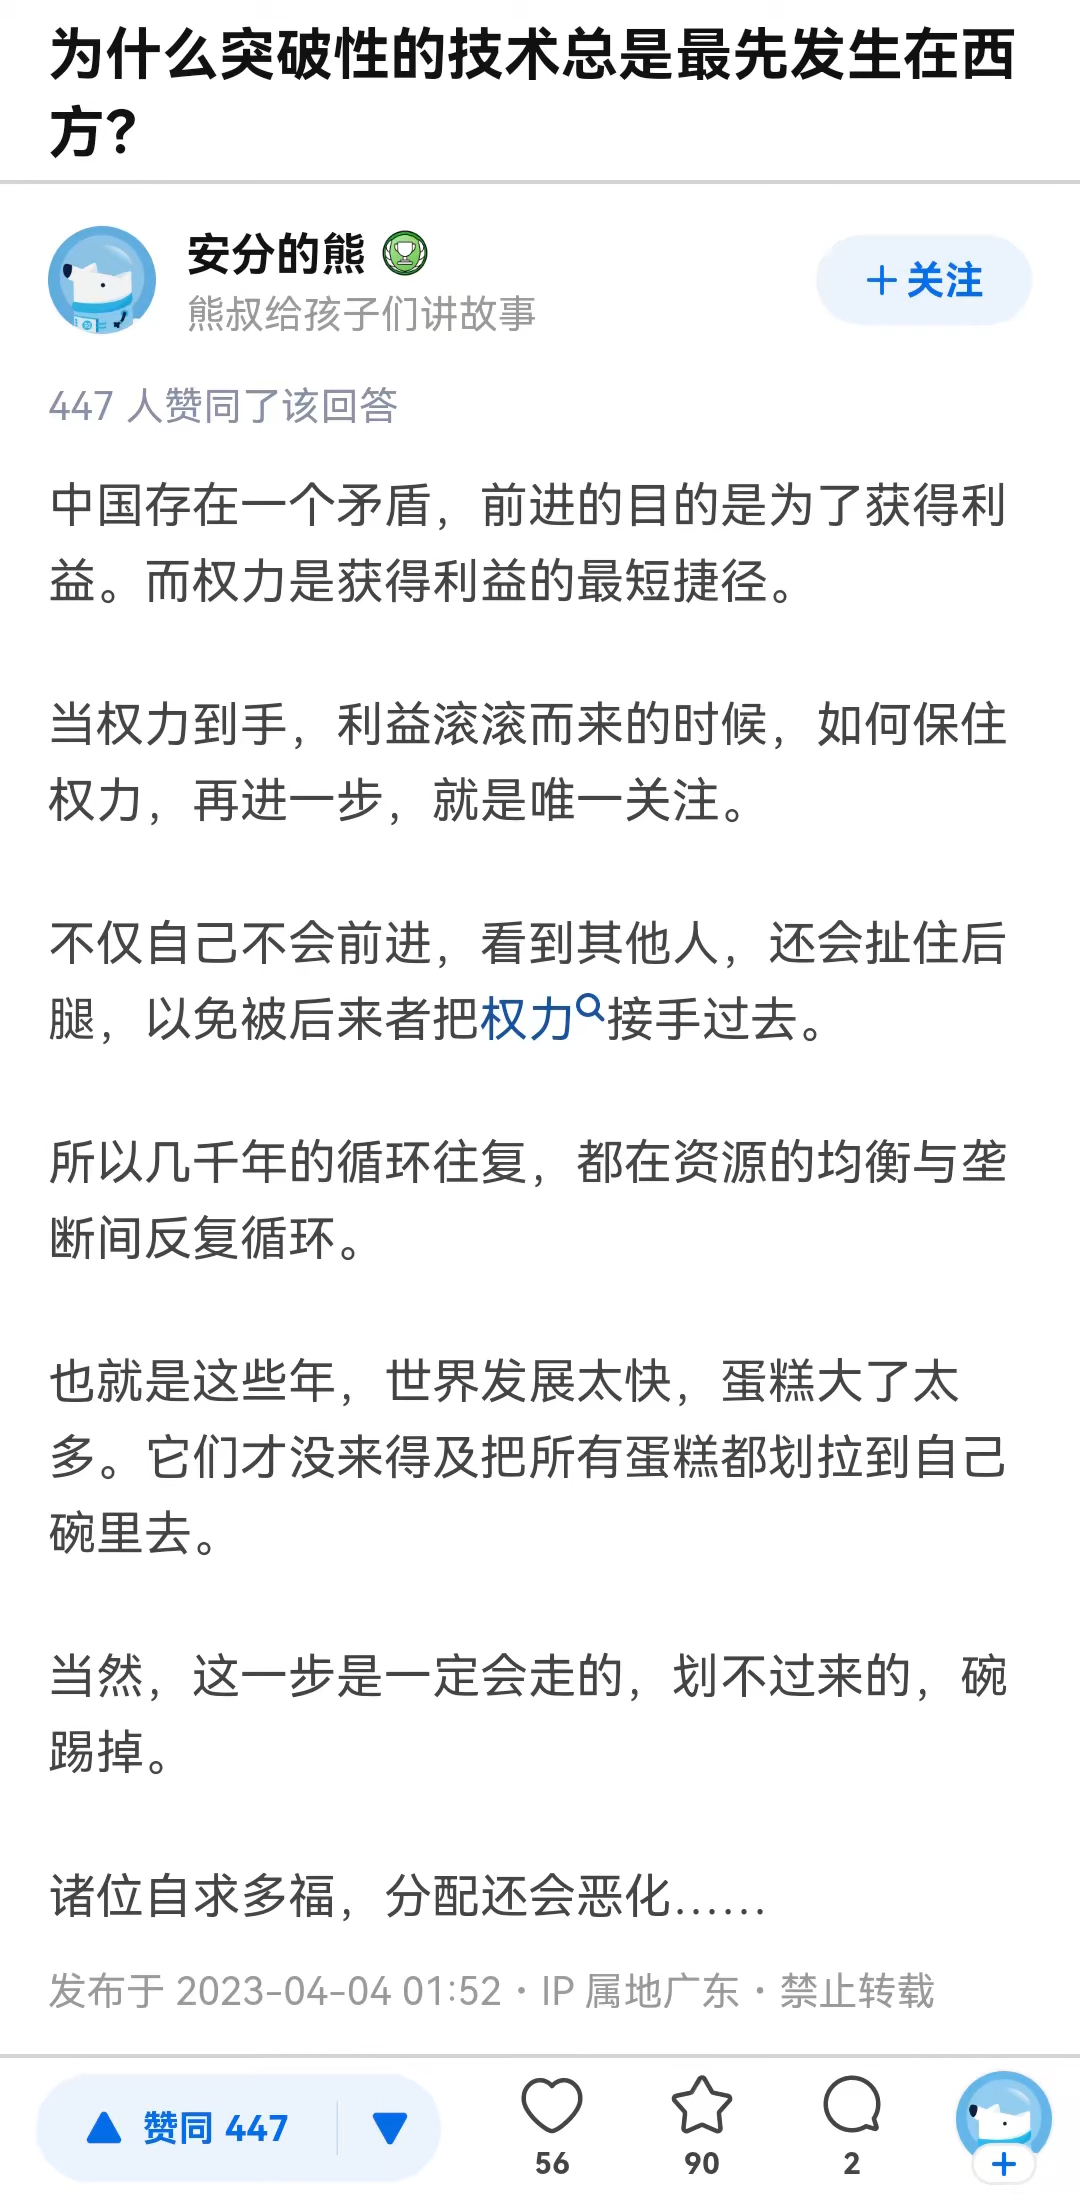 为什么突破性的技术总是最先发生在西
方？
安分的熊
熊叔给孩子们讲故事
＋关注
447 人赞同了该回答
中国存在一个矛盾，前进的目的是为了获得利
益。而权力是获得利益的最短捷径。
当权力到手，利益滚滚而来的时候，如何保住
权力，再进一步，就是唯一关注。
不仅自己不会前进，看到其他人，还会扯住后
腿，以免被后来者把权力接手过去。
所以几千年的循环往复，都在资源的均衡与垄
断间反复循环。
也就是这些年，世界发展太快，蛋糕大了太
多。它们才没来得及把所有蛋糕都划拉到自己
碗里去。
当然，这一步是一定会走的，划不过来的，碗
踢掉。
诸位自求多福，分配还会恶化……
发布于 2023-04-04 01:52 · IP 属地广东 · 禁止转载
赞同 447
56
90
2